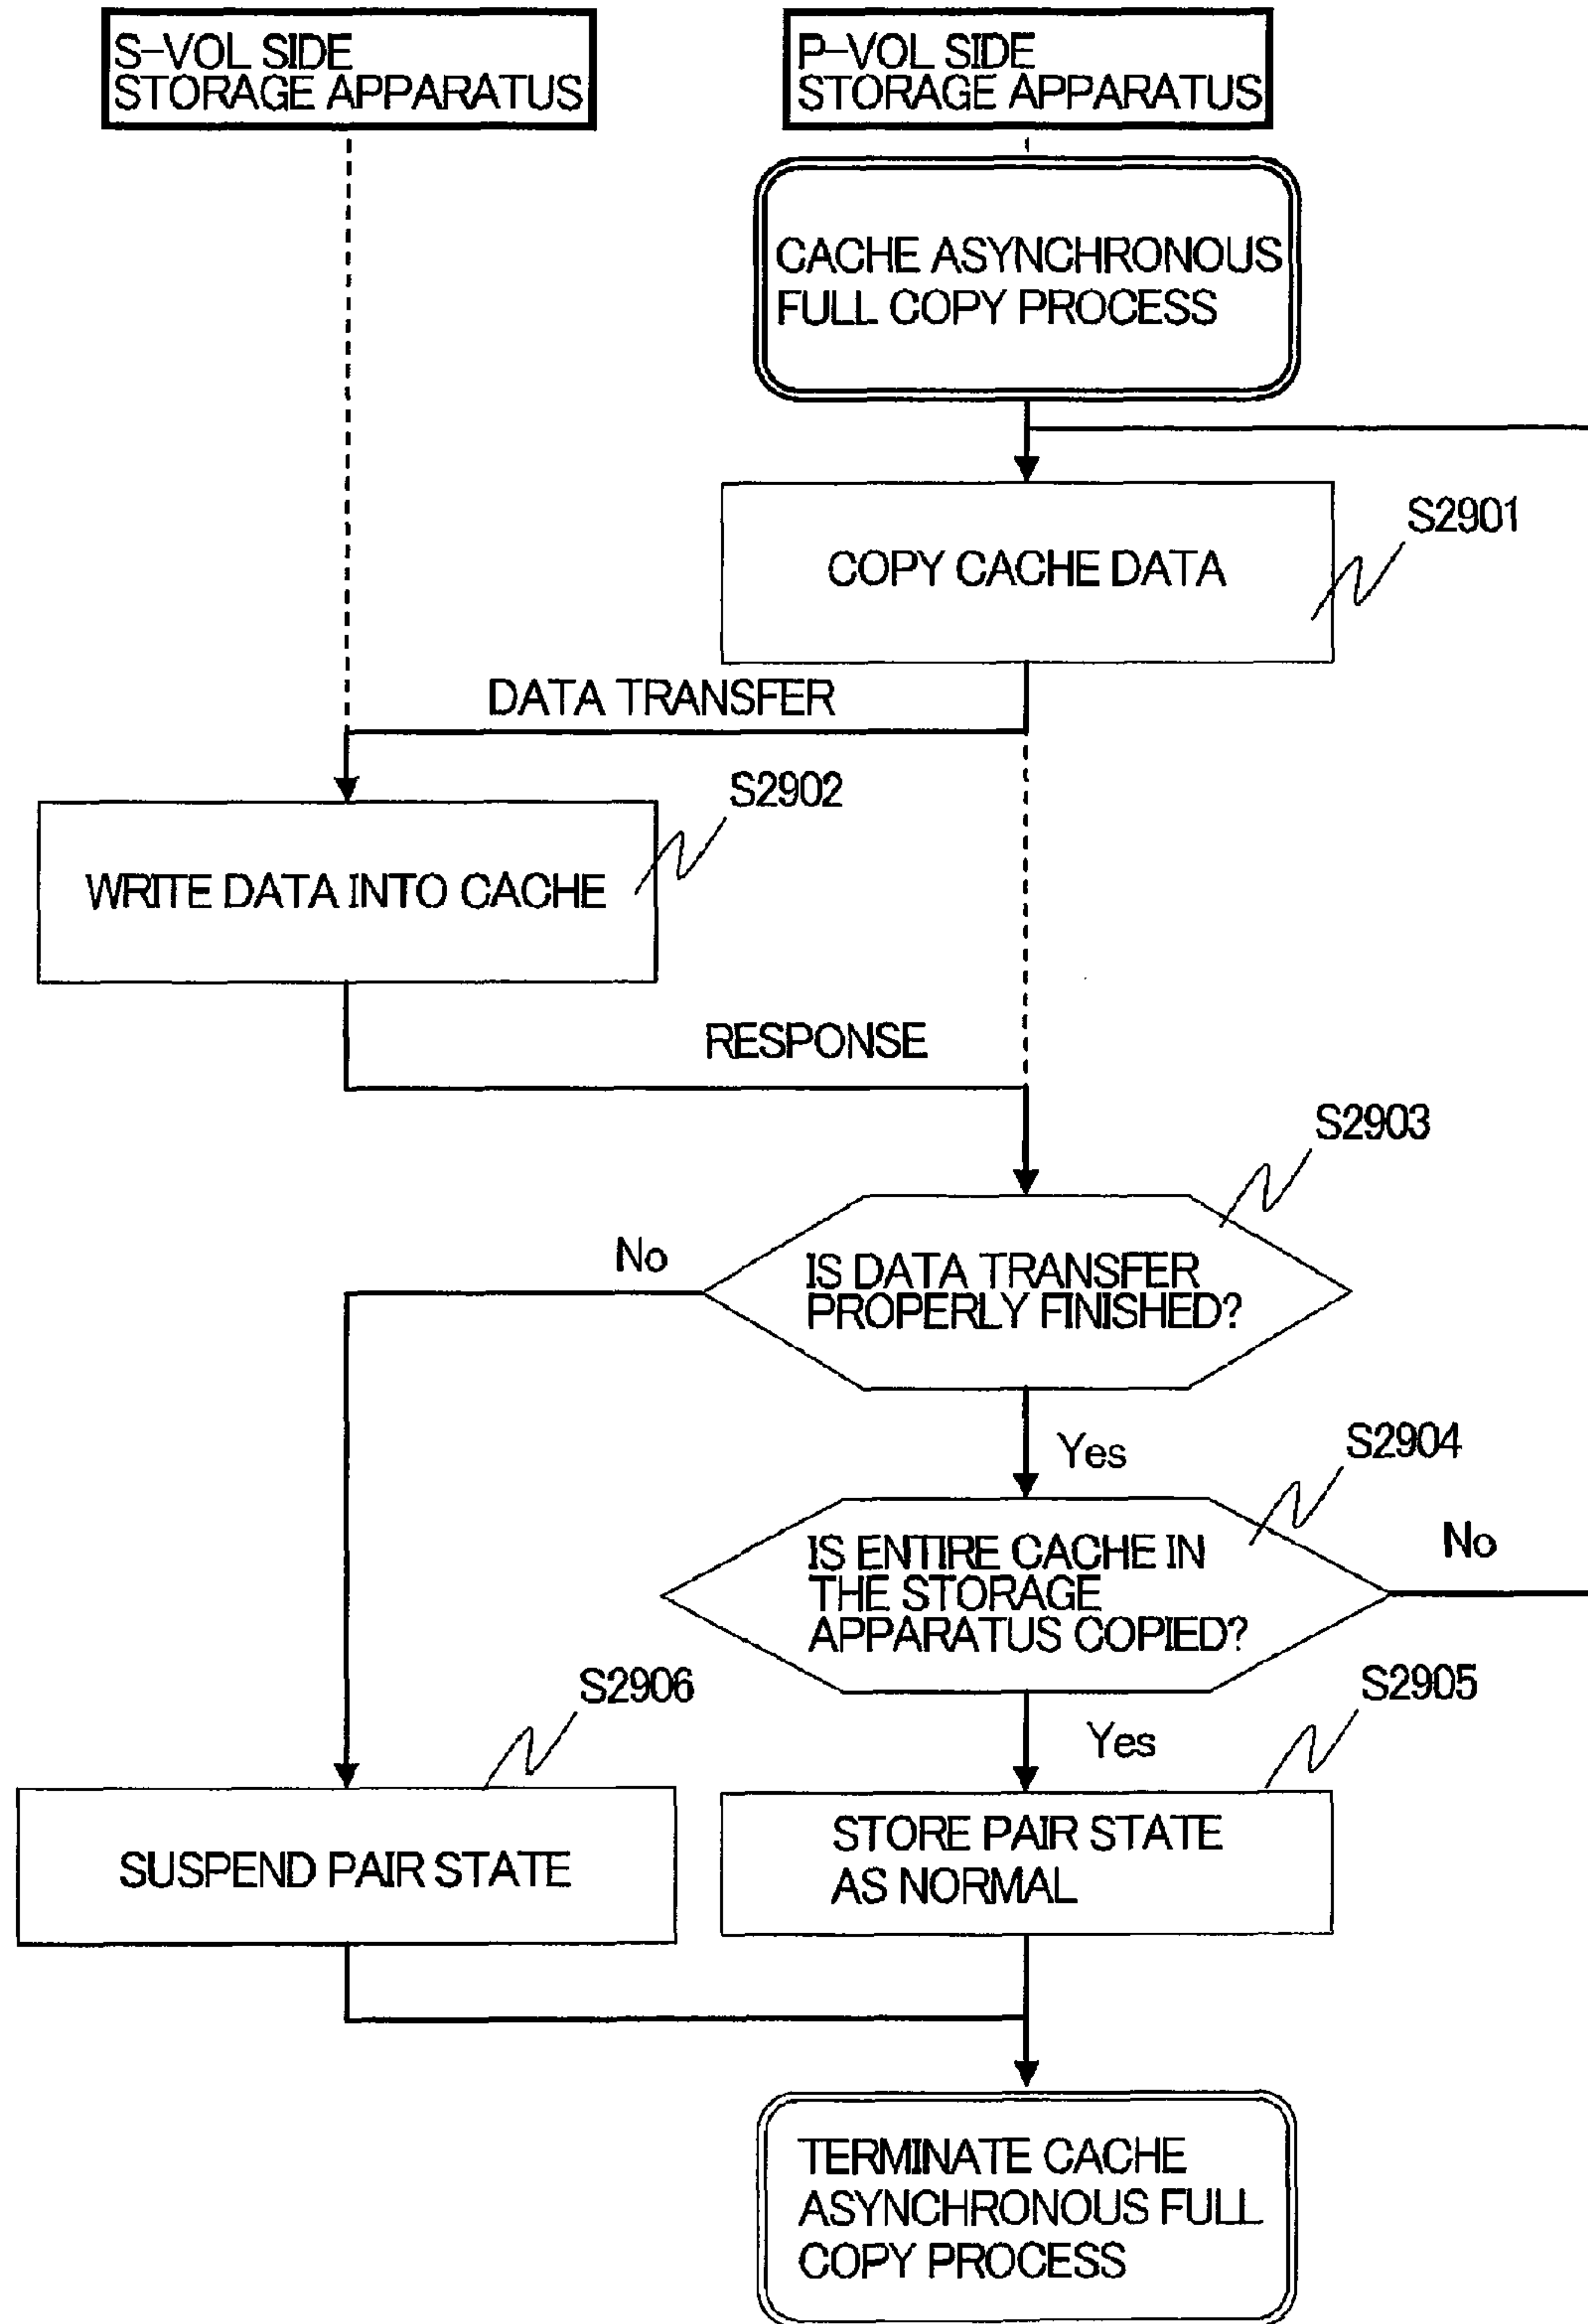 S-VOL SIDE
STORAGE APPARATUS
P-VOL SIDE
STORAGE APPARATUS
CACHE ASYNCHRONOUS
FULL COPY PROCESS
S2901
COPY CACHE DATA
DATA TRANSFER
S2902
WRITE DATA INTO CACHE
RESPONSE
S2903
No
IS DATA TRANSFER
PROPERLY FINISHED?
Yes
S2904
IS ENTIRE CACHE IN
THE STORAGE
APPARATUS COPIED?
No
S2906
S2905
Yes
SUSPEND PAIR STATE
STORE PAIR STATE
AS NORMAL
TERMINATE CACHE
ASYNCHRONOUS FULL
COPY PROCESS